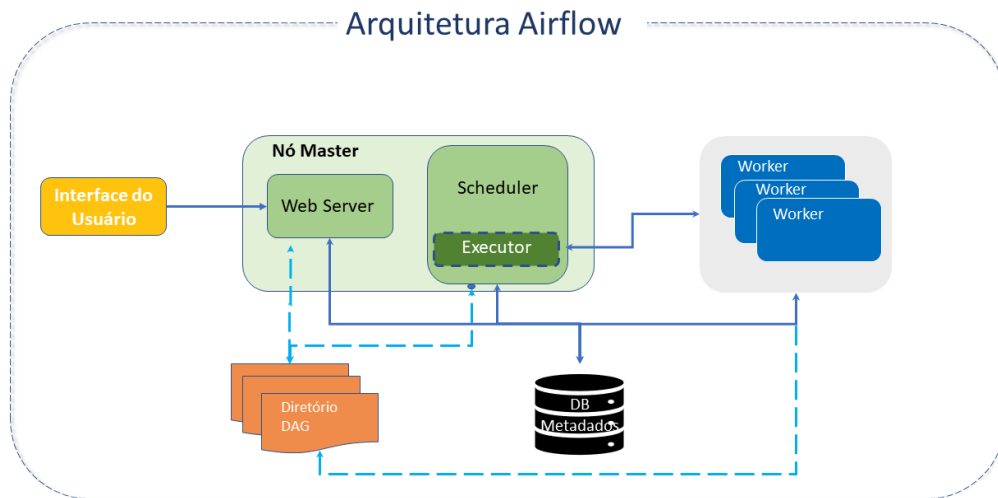 Arquitetura Airflow
Nó Master
Interface do
Usuário
Web Server
Scheduler
Executor
Worker
Worker
Worker
Diretório
DAG
DB
Metadados